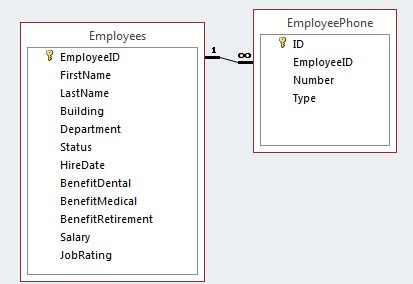 Employees
EmployeeID
FirstName
LastName
Building
Department
Status
HireDate
BenefitDental
BenefitMedical
BenefitRetirement
Salary
JobRating
1
∞
EmployeePhone
ID
EmployeeID
Number
Type